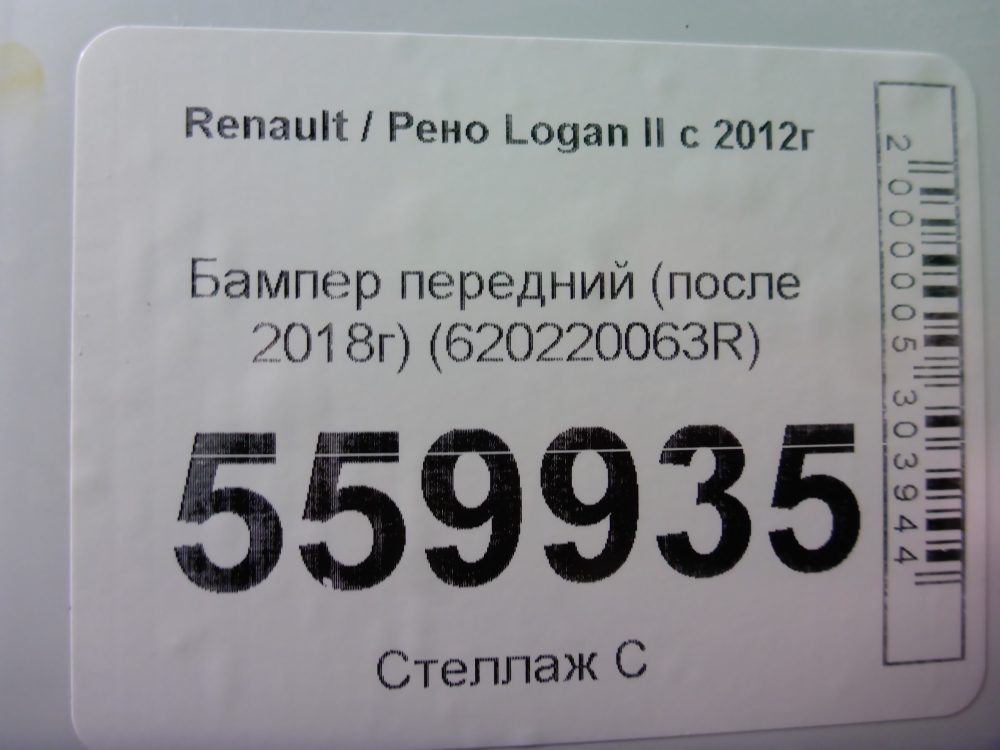 Renault / Рено Logan II с 2012г
Бампер передний (после
2018г) (620220063R)
559935
Стеллаж С
2000005303944